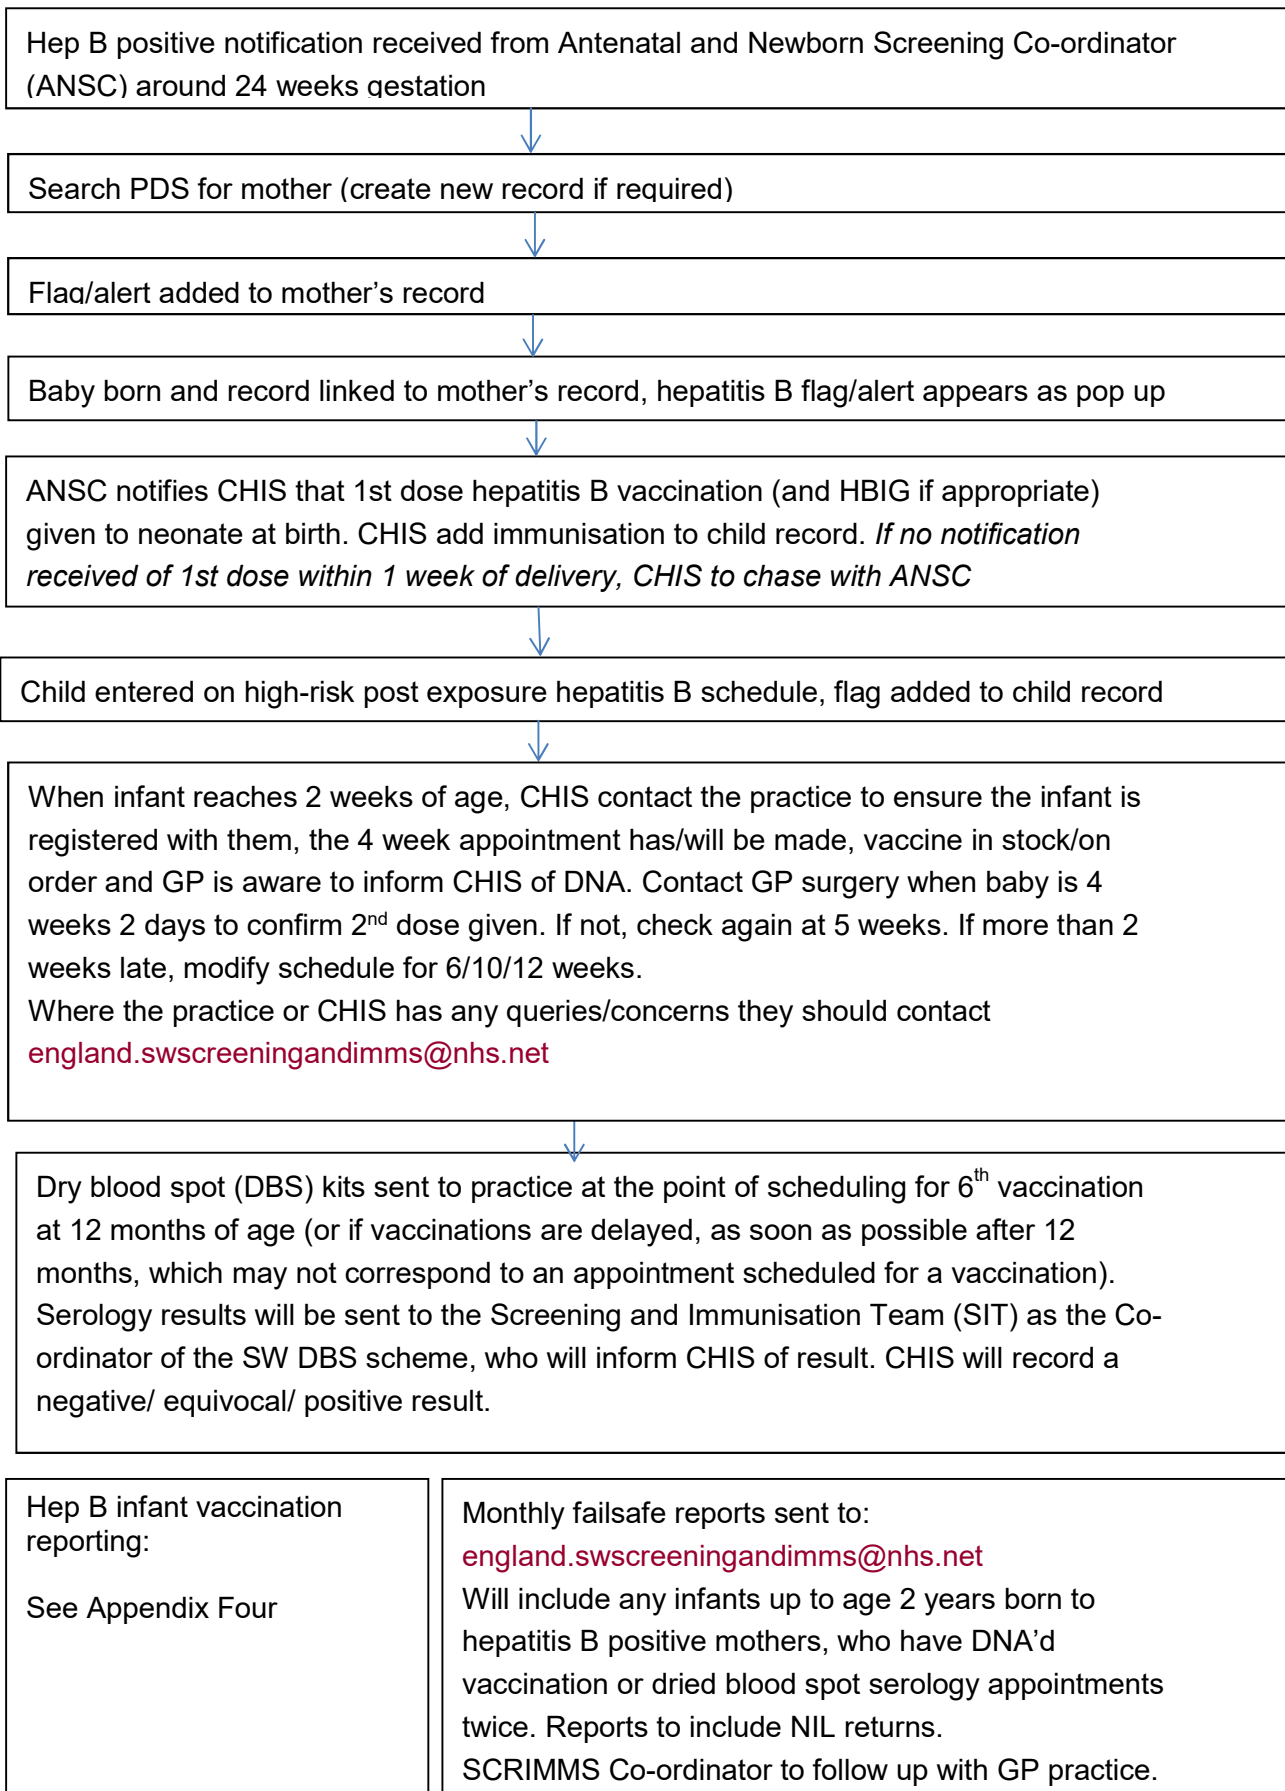 Hep B positive notification received from Antenatal and Newborn Screening Co-ordinator
(ANSC) around 24 weeks gestation
Search PDS for mother (create new record if required)
Flag/alert added to mother’s record
Baby born and record linked to mother’s record, hepatitis B flag/alert appears as pop up
ANSC notifies CHIS that 1st dose hepatitis B vaccination (and HBIG if appropriate)
given to neonate at birth. CHIS add immunisation to child record. If no notification
received of 1st dose within 1 week of delivery, CHIS to chase with ANSC
Child entered on high-risk post exposure hepatitis B schedule, flag added to child record
When infant reaches 2 weeks of age, CHIS contact the practice to ensure the infant is
registered with them, the 4 week appointment has/will be made, vaccine in stock/on
order and GP is aware to inform CHIS of DNA. Contact GP surgery when baby is 4
weeks 2 days to confirm 2nd dose given. If not, check again at 5 weeks. If more than 2
weeks late, modify schedule for 6/10/12 weeks.
Where the practice or CHIS has any queries/concerns they should contact
england.swscreeningandimms@nhs.net
Dry blood spot (DBS) kits sent to practice at the point of scheduling for 6th vaccination
at 12 months of age (or if vaccinations are delayed, as soon as possible after 12
months, which may not correspond to an appointment scheduled for a vaccination).
Serology results will be sent to the Screening and Immunisation Team (SIT) as the Co-
ordinator of the SW DBS scheme, who will inform CHIS of result. CHIS will record a
negative/ equivocal/ positive result.
Hep B infant vaccination
reporting:
See Appendix Four
Monthly failsafe reports sent to:
england.swscreeningandimms@nhs.net
Will include any infants up to age 2 years born to
hepatitis B positive mothers, who have DNA’d
vaccination or dried blood spot serology appointments
twice. Reports to include NIL returns.
SCRIMMS Co-ordinator to follow up with GP practice.